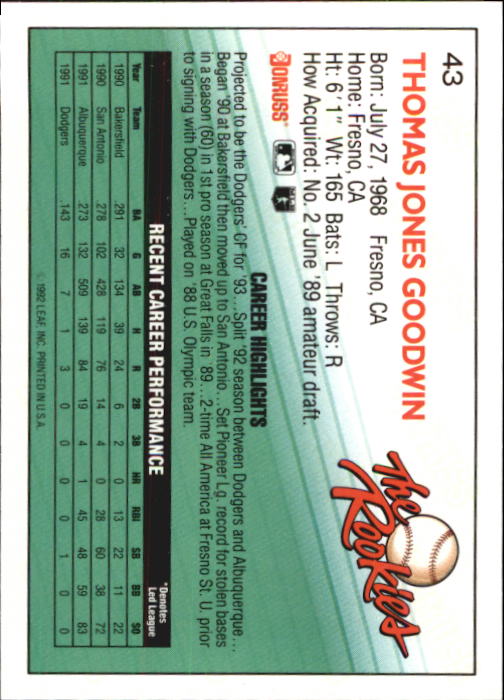 43
THOMAS JONES GOODWIN
Born: July 27, 1968 Fresno, CA
Home: Fresno, CA
Ht: 6'1" Wt: 165 Bats: L Throws: R
How Acquired: No. 2 June '89 amateur draft.
The Rookies
DONRUSS
CAREER HIGHLIGHTS
Projected to be the Dodgers' CF for '93...Split '92 season between Dodgers and Albuquerque...
Began '90 at Bakersfield then moved up to San Antonio...Set Pioneer Lg. record for stolen bases
in a season (60) in 1st pro season at Great Falls in '89...2-time All America at Fresno St. U. prior
to signing with Dodgers...Played on '88 U.S. Olympic team.
RECENT CAREER PERFORMANCE
*Denotes
Led League
Year Team BA G AB H R 2B 3B HR RBI SB BB SO
1990 Bakersfield .291 32 134 39 24 6 2 0 13 22 11 22
1990 San Antonio .278 102 428 119 76 14 4 0 28 60 38 72
1991 Albuquerque .273 132 509 139 84 19 4 1 45 48 59 83
1991 Dodgers .143 16 7 1 3 0 0 0 0 1 0 0
© 1992 LEAF, INC. PRINTED IN U.S.A.